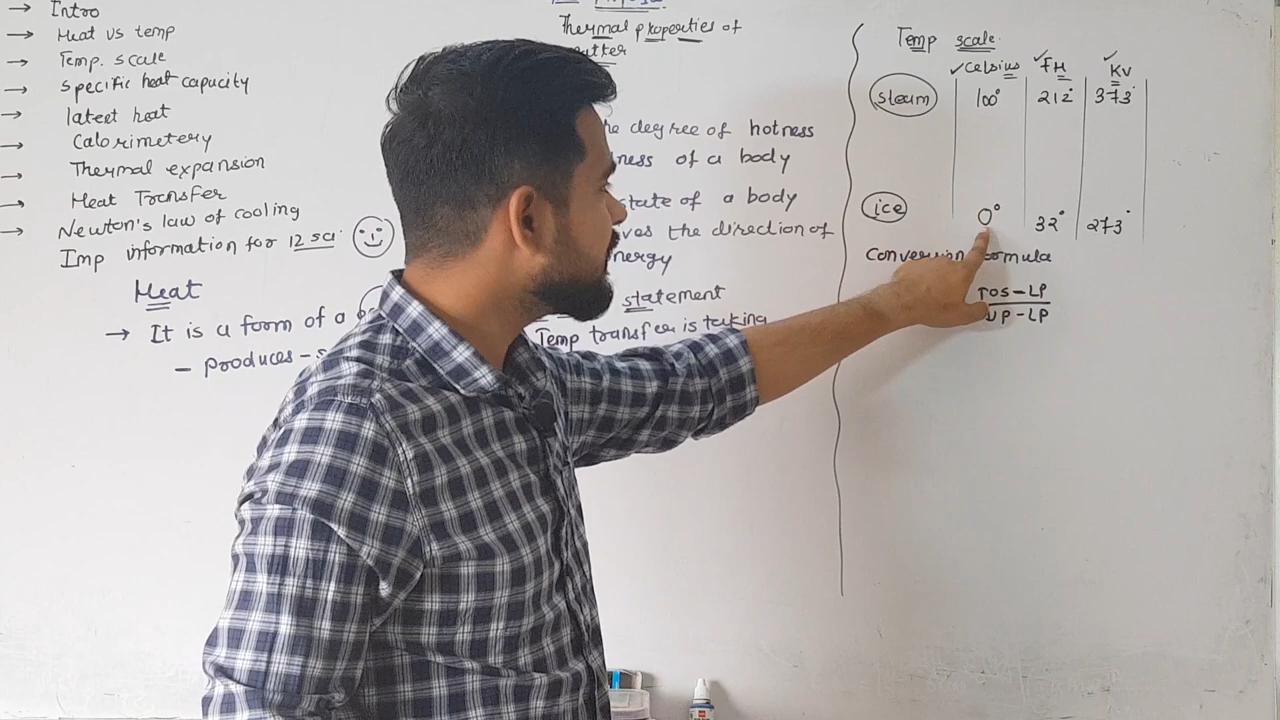 → Intro
→ Heat vs temp
→ Temp. scale
→ specific heat capacity
→ latent heat
→ Calorimetery
→ Thermal expansion
→ Heat Transfer
→ Newton's law of cooling
Imp information for 12 sci
Heat
→ It is a form of a
- produces -
Thermal properties of
he degree of hotness
ness of a body
state of a body
ves the direction of
nergy
statement
Temp transfer is taking
Temp scale.
✓Celsius ✓FH ✓Kv
steam 100° 212° 373°
ice 0° 32° 273°
Conversion formula
TOS-LP
UP-LP